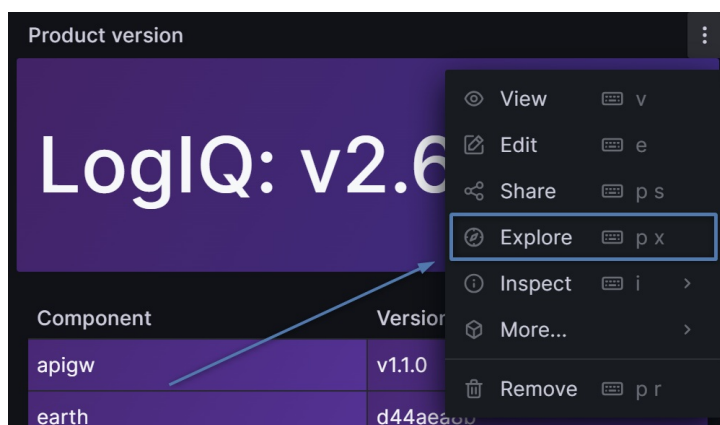 Product version
LogIQ: v2.6
View v
Edit e
Share p s
Explore p x
Inspect i
More...
Remove p r
Component Version
apigw v1.1.0
earth d44aea8b